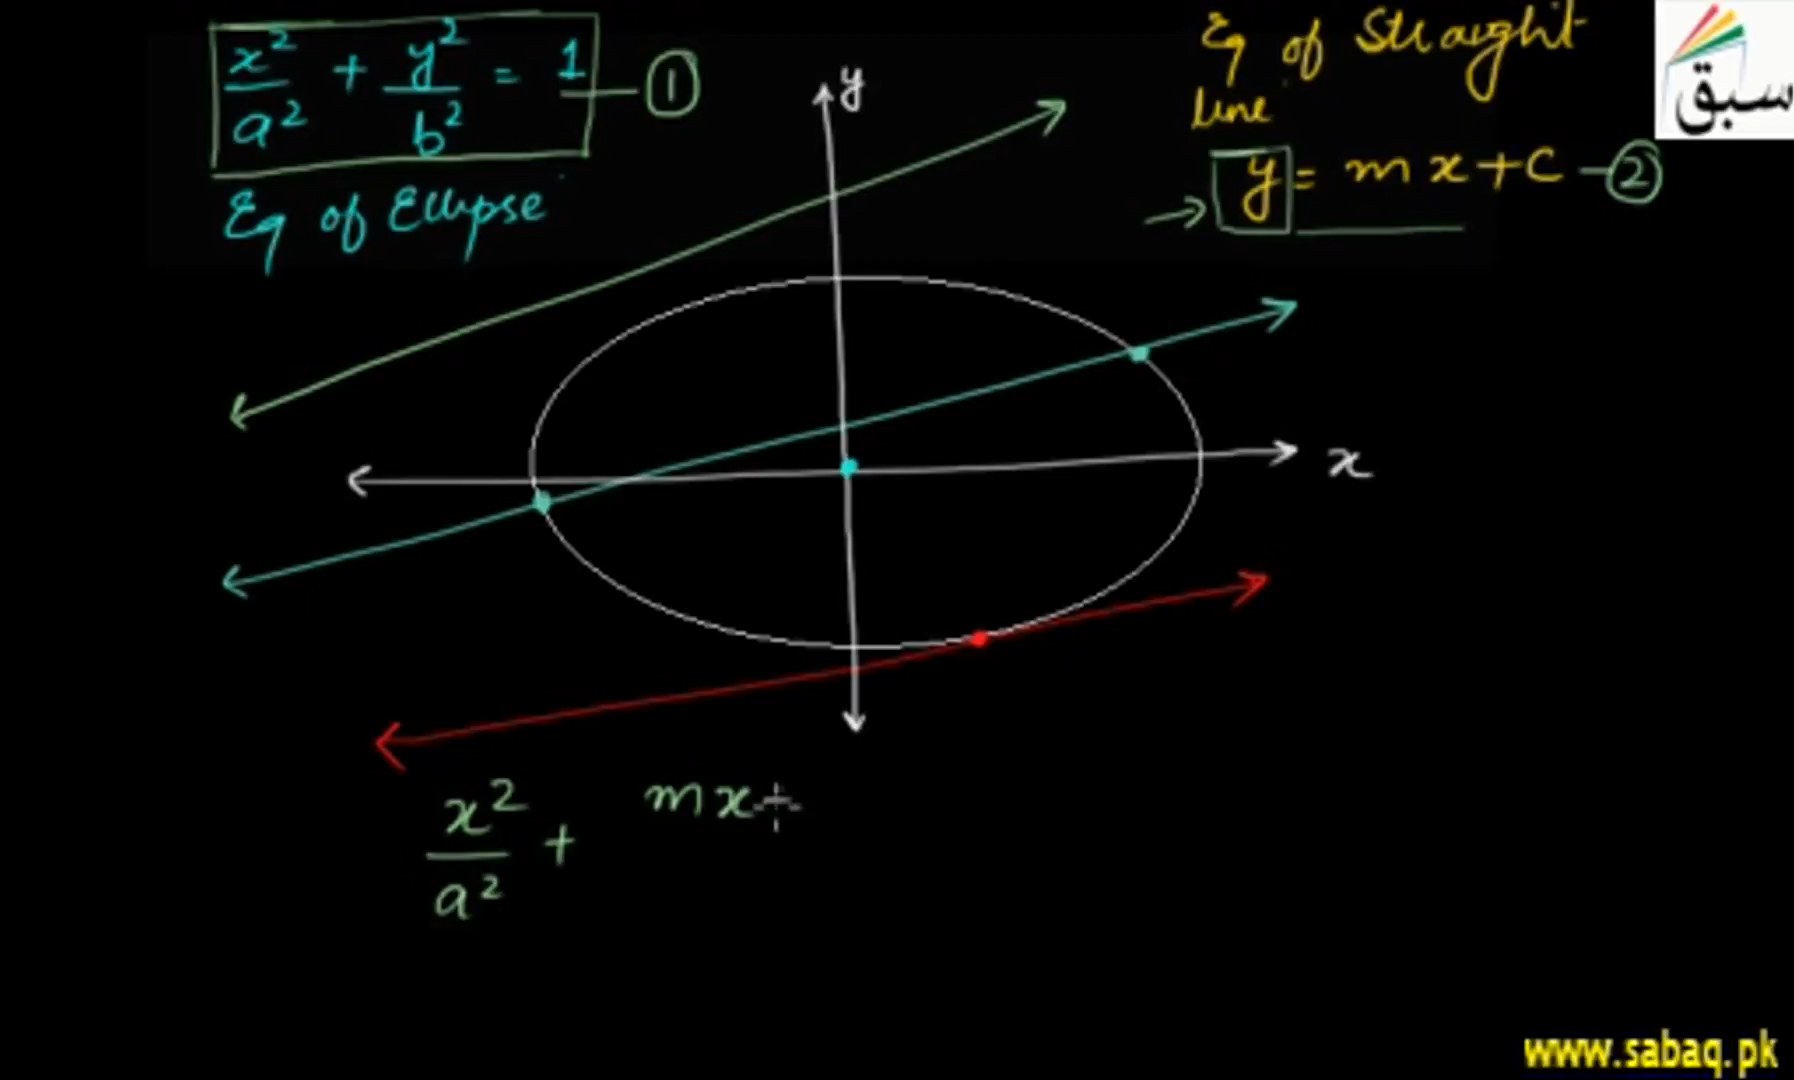 x²/a² + y²/b² = 1 — ①
Eq of Ellipse
Eq of Straight
line
→ y = mx + c — ②
سبق
y
x
x²/a² + mx+
www.sabaq.pk